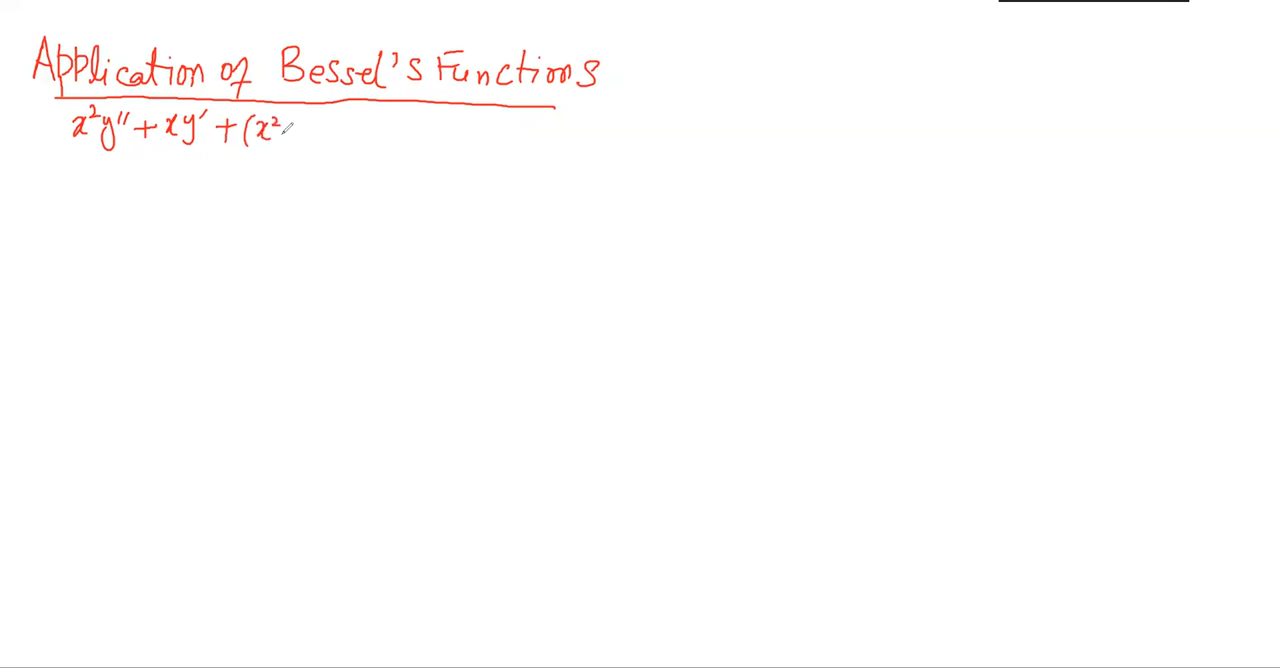 Application of Bessel's Functions
x²y'' + xy' + (x²